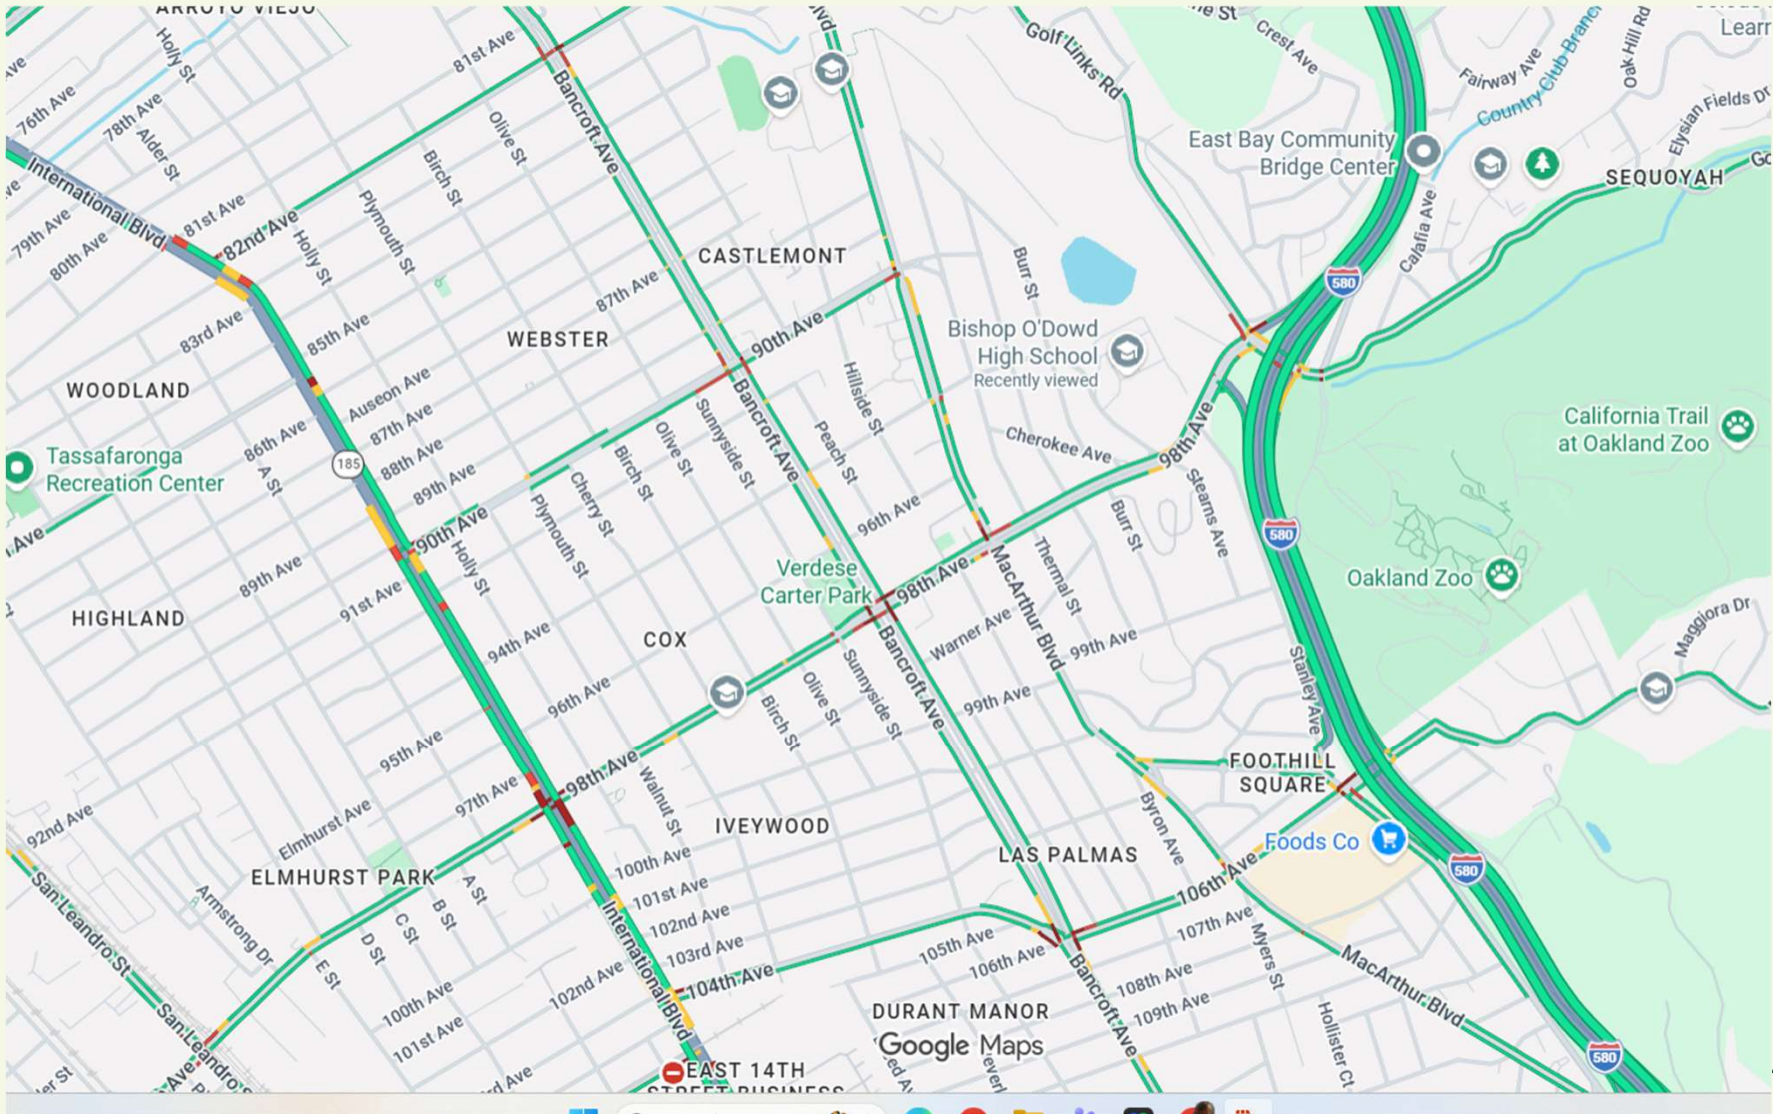 ARROYO VIEJO
Holly St
76th Ave
78th Ave
Alder St
81st Ave
Olive St
Birch St
Bancroft Ave
Golf Links Rd
Crest Ave
Fairway Ave
Country Club Branch
Oak Hill Rd
Learn
Elysian Fields Dr
East Bay Community
Bridge Center
SEQUOYAH
International Blvd
81st Ave
82nd Ave
79th Ave
80th Ave
Holly St
Plymouth St
Calafia Ave
CASTLEMONT
580
87th Ave
Burr St
83rd Ave
85th Ave
WEBSTER
90th Ave
Bishop O'Dowd
High School
Recently viewed
WOODLAND
Auseon Ave
86th Ave
87th Ave
88th Ave
89th Ave
A St
185
Hillside St
Bancroft Ave
Sunnyside St
Olive St
Birch St
Cherry St
Plymouth St
Peach St
Cherokee Ave
98th Ave
California Trail
at Oakland Zoo
Tassafaronga
Recreation Center
Ave
90th Ave
Holly St
96th Ave
Burr St
Stearns Ave
580
89th Ave
91st Ave
HIGHLAND
Verdese
Carter Park
98th Ave
MacArthur Blvd
Thermal St
Oakland Zoo
94th Ave
COX
Warner Ave
99th Ave
Maggiora Dr
Stanley Ave
96th Ave
Birch St
Olive St
Sunnyside St
Bancroft Ave
99th Ave
95th Ave
97th Ave
98th Ave
Walnut St
FOOTHILL
SQUARE
92nd Ave
Elmhurst Ave
IVEYWOOD
Byron Ave
Foods Co
LAS PALMAS
580
ELMHURST PARK
100th Ave
101st Ave
102nd Ave
103rd Ave
106th Ave
107th Ave
San Leandro St
Armstrong Dr
A St
B St
C St
D St
E St
International Blvd
104th Ave
105th Ave
106th Ave
Bancroft Ave
108th Ave
109th Ave
Myers St
MacArthur Blvd
100th Ave
102nd Ave
101st Ave
DURANT MANOR
Google Maps
Hollister Ct
580
San Leandro S
Ave
EAST 14TH
STREET BUSINESS